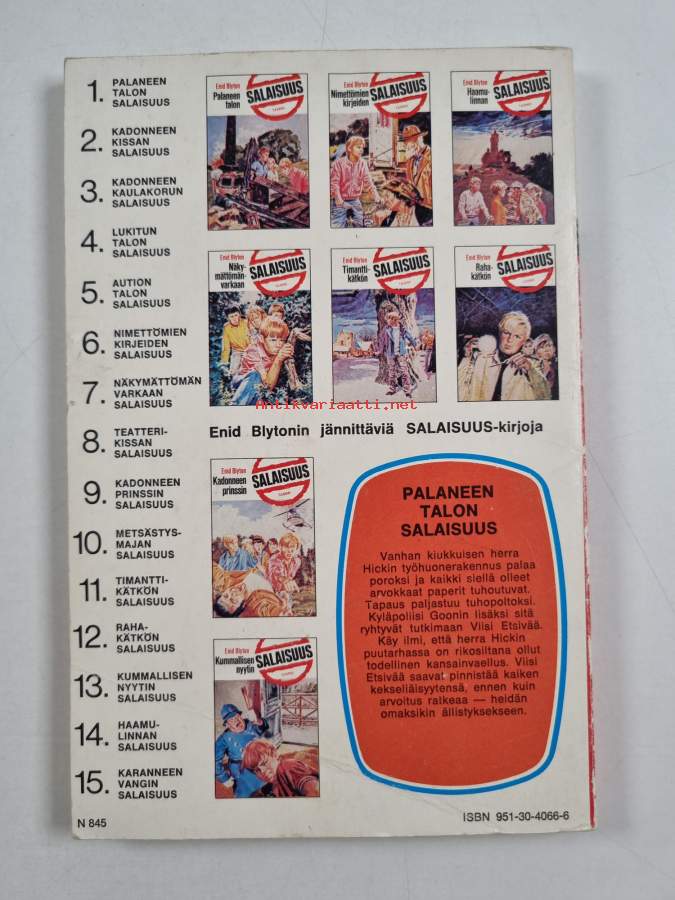 1. PALANEEN
TALON
SALAISUUS
2. KADONNEEN
KISSAN
SALAISUUS
3. KADONNEEN
KAULAKORUN
SALAISUUS
4. LUKITUN
TALON
SALAISUUS
5. AUTION
TALON
SALAISUUS
6. NIMETTÖMIEN
KIRJEIDEN
SALAISUUS
7. NÄKYMÄTTÖMÄN
VARKAAN
SALAISUUS
8. TEATTERI-
KISSAN
SALAISUUS
9. KADONNEEN
PRINSSIN
SALAISUUS
10. METSÄSTYS-
MAJAN
SALAISUUS
11. TIMANTTI-
KÄTKÖN
SALAISUUS
12. RAHA-
KÄTKÖN
SALAISUUS
13. KUMMALLISEN
NYYTIN
SALAISUUS
14. HAAMU-
LINNAN
SALAISUUS
15. KARANNEEN
VANGIN
SALAISUUS
N 845
Enid Blyton
Palaneen
talon
SALAISUUS
Enid Blyton
Nimettömien
kirjeiden
SALAISUUS
Enid Blyton
Haamu-
linnan
SALAISUUS
Enid Blyton
Näky-
mättömän
varkaan
SALAISUUS
Enid Blyton
Timantti-
kätkön
SALAISUUS
Enid Blyton
Raha-
kätkön
SALAISUUS
Antikvariaatti.net
Enid Blytonin jännittäviä SALAISUUS-kirjoja
Enid Blyton
Kadonneen
prinssin
SALAISUUS
Enid Blyton
Kummallisen
nyytin
SALAISUUS
PALANEEN
TALON
SALAISUUS
Vanhan kiukkuisen herra
Hickin työhuonerakennus palaa
poroksi ja kaikki siellä olleet
arvokkaat paperit tuhoutuvat.
Tapaus paljastuu tuhopoltoksi.
Kyläpoliisi Goonin lisäksi sitä
ryhtyvät tutkimaan Viisi Etsivää.
Käy ilmi, että herra Hickin
puutarhassa on rikosiltana ollut
todellinen kansainvaellus. Viisi
Etsivää saavat pinnistää kaiken
kekseliäisyytensä, ennen kuin
arvoitus ratkeaa — heidän
omaksikin ällistyksekseen.
ISBN 951-30-4066-6